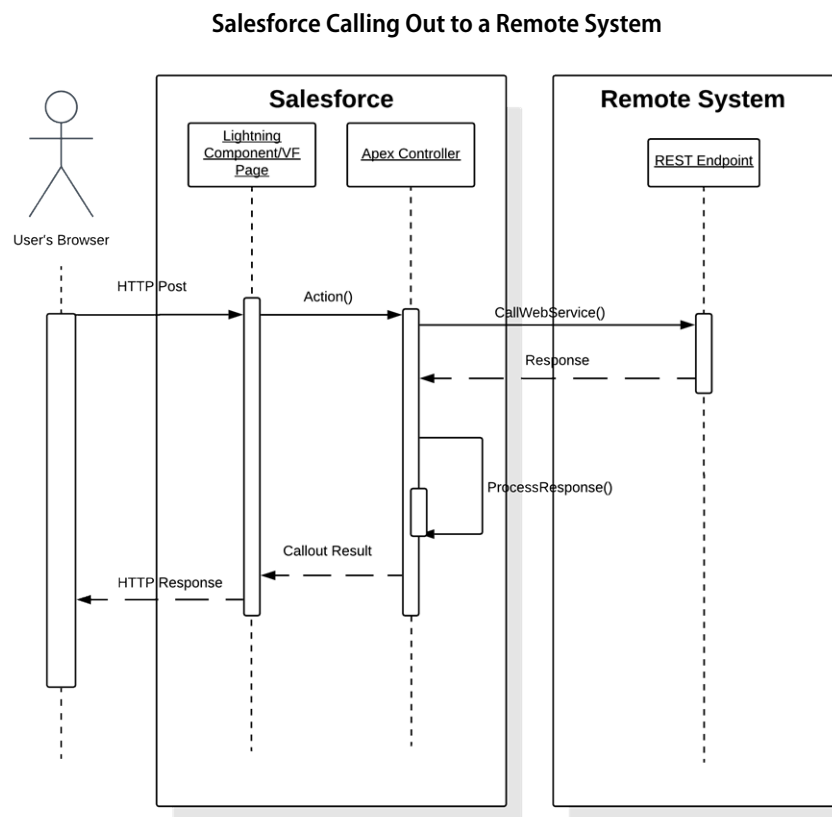 Salesforce Calling Out to a Remote System
Salesforce
Remote System
Lightning
Component/VF
Page
Apex Controller
REST Endpoint
User's Browser
HTTP Post
Action()
CallWebService()
Response
ProcessResponse()
Callout Result
HTTP Response